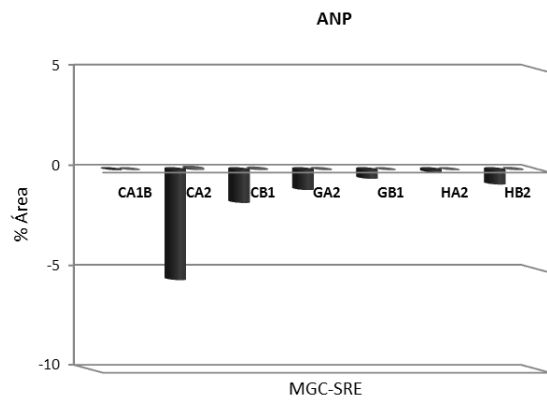 ANP
5
0
CA1B CA2 CB1 GA2 GB1 HA2 HB2
% Área
-5
-10
MGC-SRE